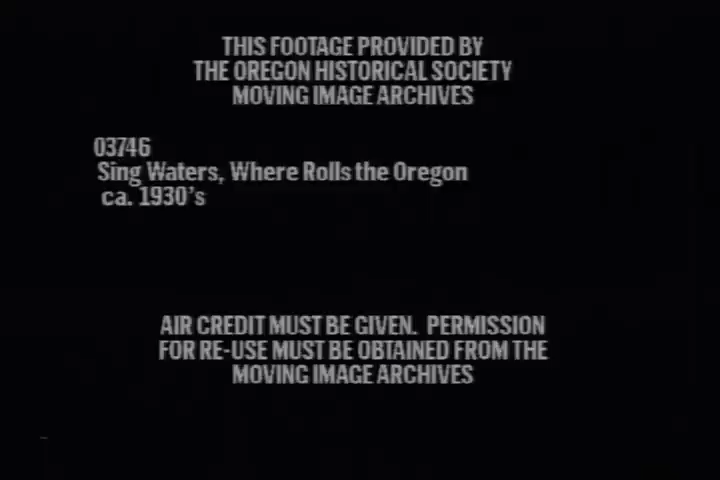 THIS FOOTAGE PROVIDED BY
THE OREGON HISTORICAL SOCIETY
MOVING IMAGE ARCHIVES
03746
Sing Waters, Where Rolls the Oregon
ca. 1930's
AIR CREDIT MUST BE GIVEN. PERMISSION
FOR RE-USE MUST BE OBTAINED FROM THE
MOVING IMAGE ARCHIVES